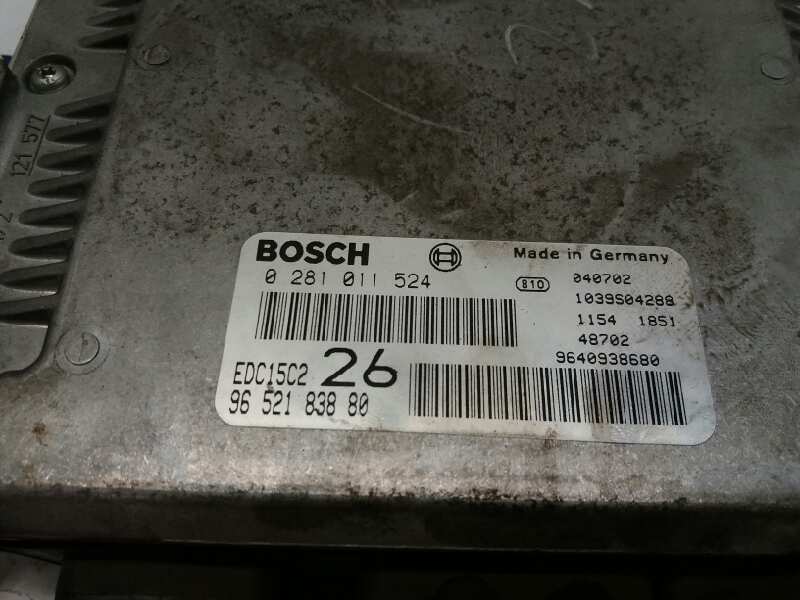 121 577
BOSCH
Made in Germany
0 281 011 524
810
040702
1039S04288
1154 1851
48702
9640938680
EDC15C2
26
96 521 838 80